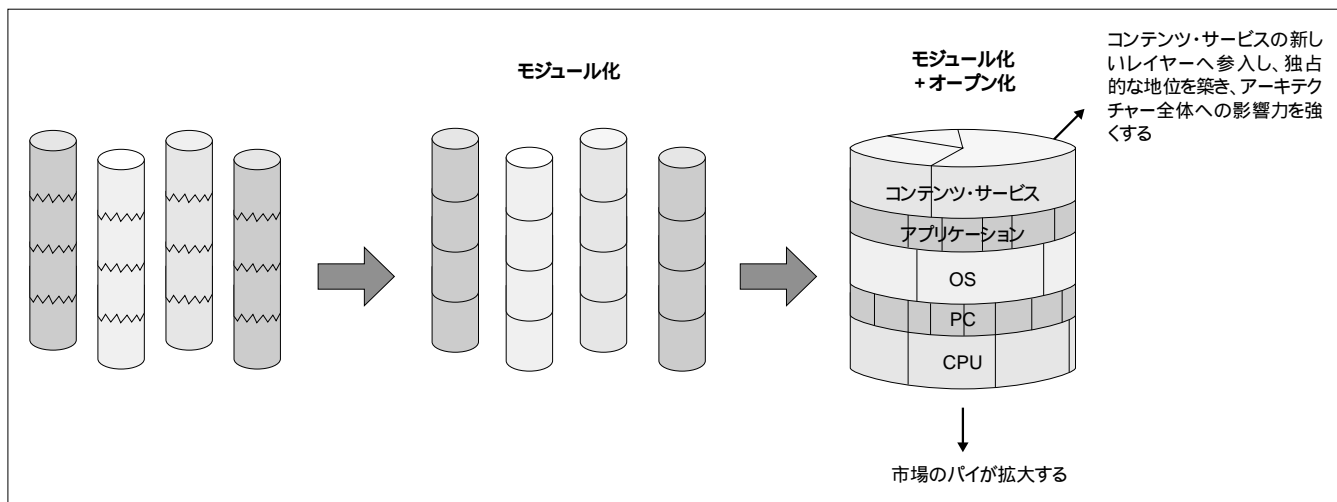 モジュール化
モジュール化
+オープン化
コンテンツ・サービスの新し
いレイヤーへ参入し、独占
的な地位を築き、アーキテク
チャー全体への影響力を強
くする
コンテンツ・サービス
アプリケーション
OS
PC
CPU
市場のパイが拡大する